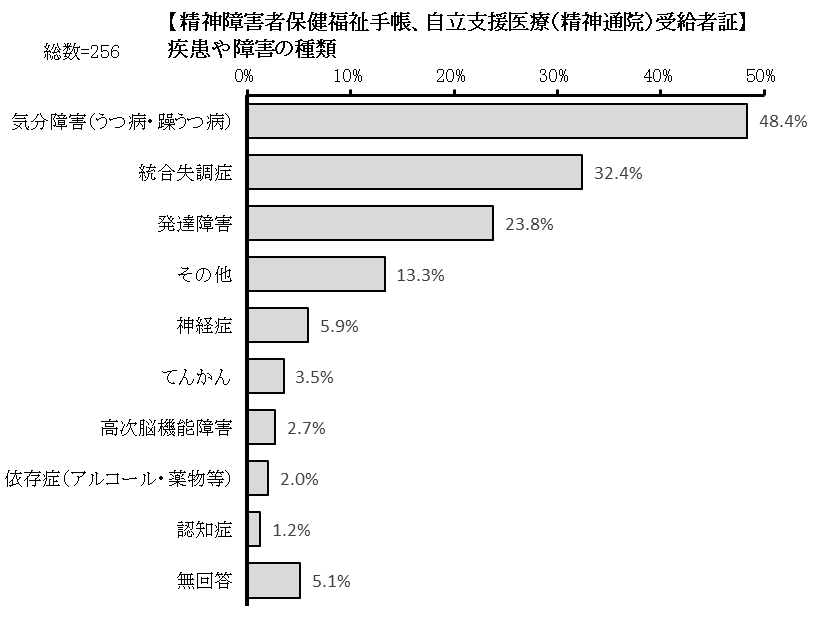 【精神障害者保健福祉手帳、自立支援医療（精神通院）受給者証】
疾患や障害の種類
総数=256
0% 10% 20% 30% 40% 50%
気分障害（うつ病・躁うつ病） 48.4%
統合失調症 32.4%
発達障害 23.8%
その他 13.3%
神経症 5.9%
てんかん 3.5%
高次脳機能障害 2.7%
依存症（アルコール・薬物等） 2.0%
認知症 1.2%
無回答 5.1%